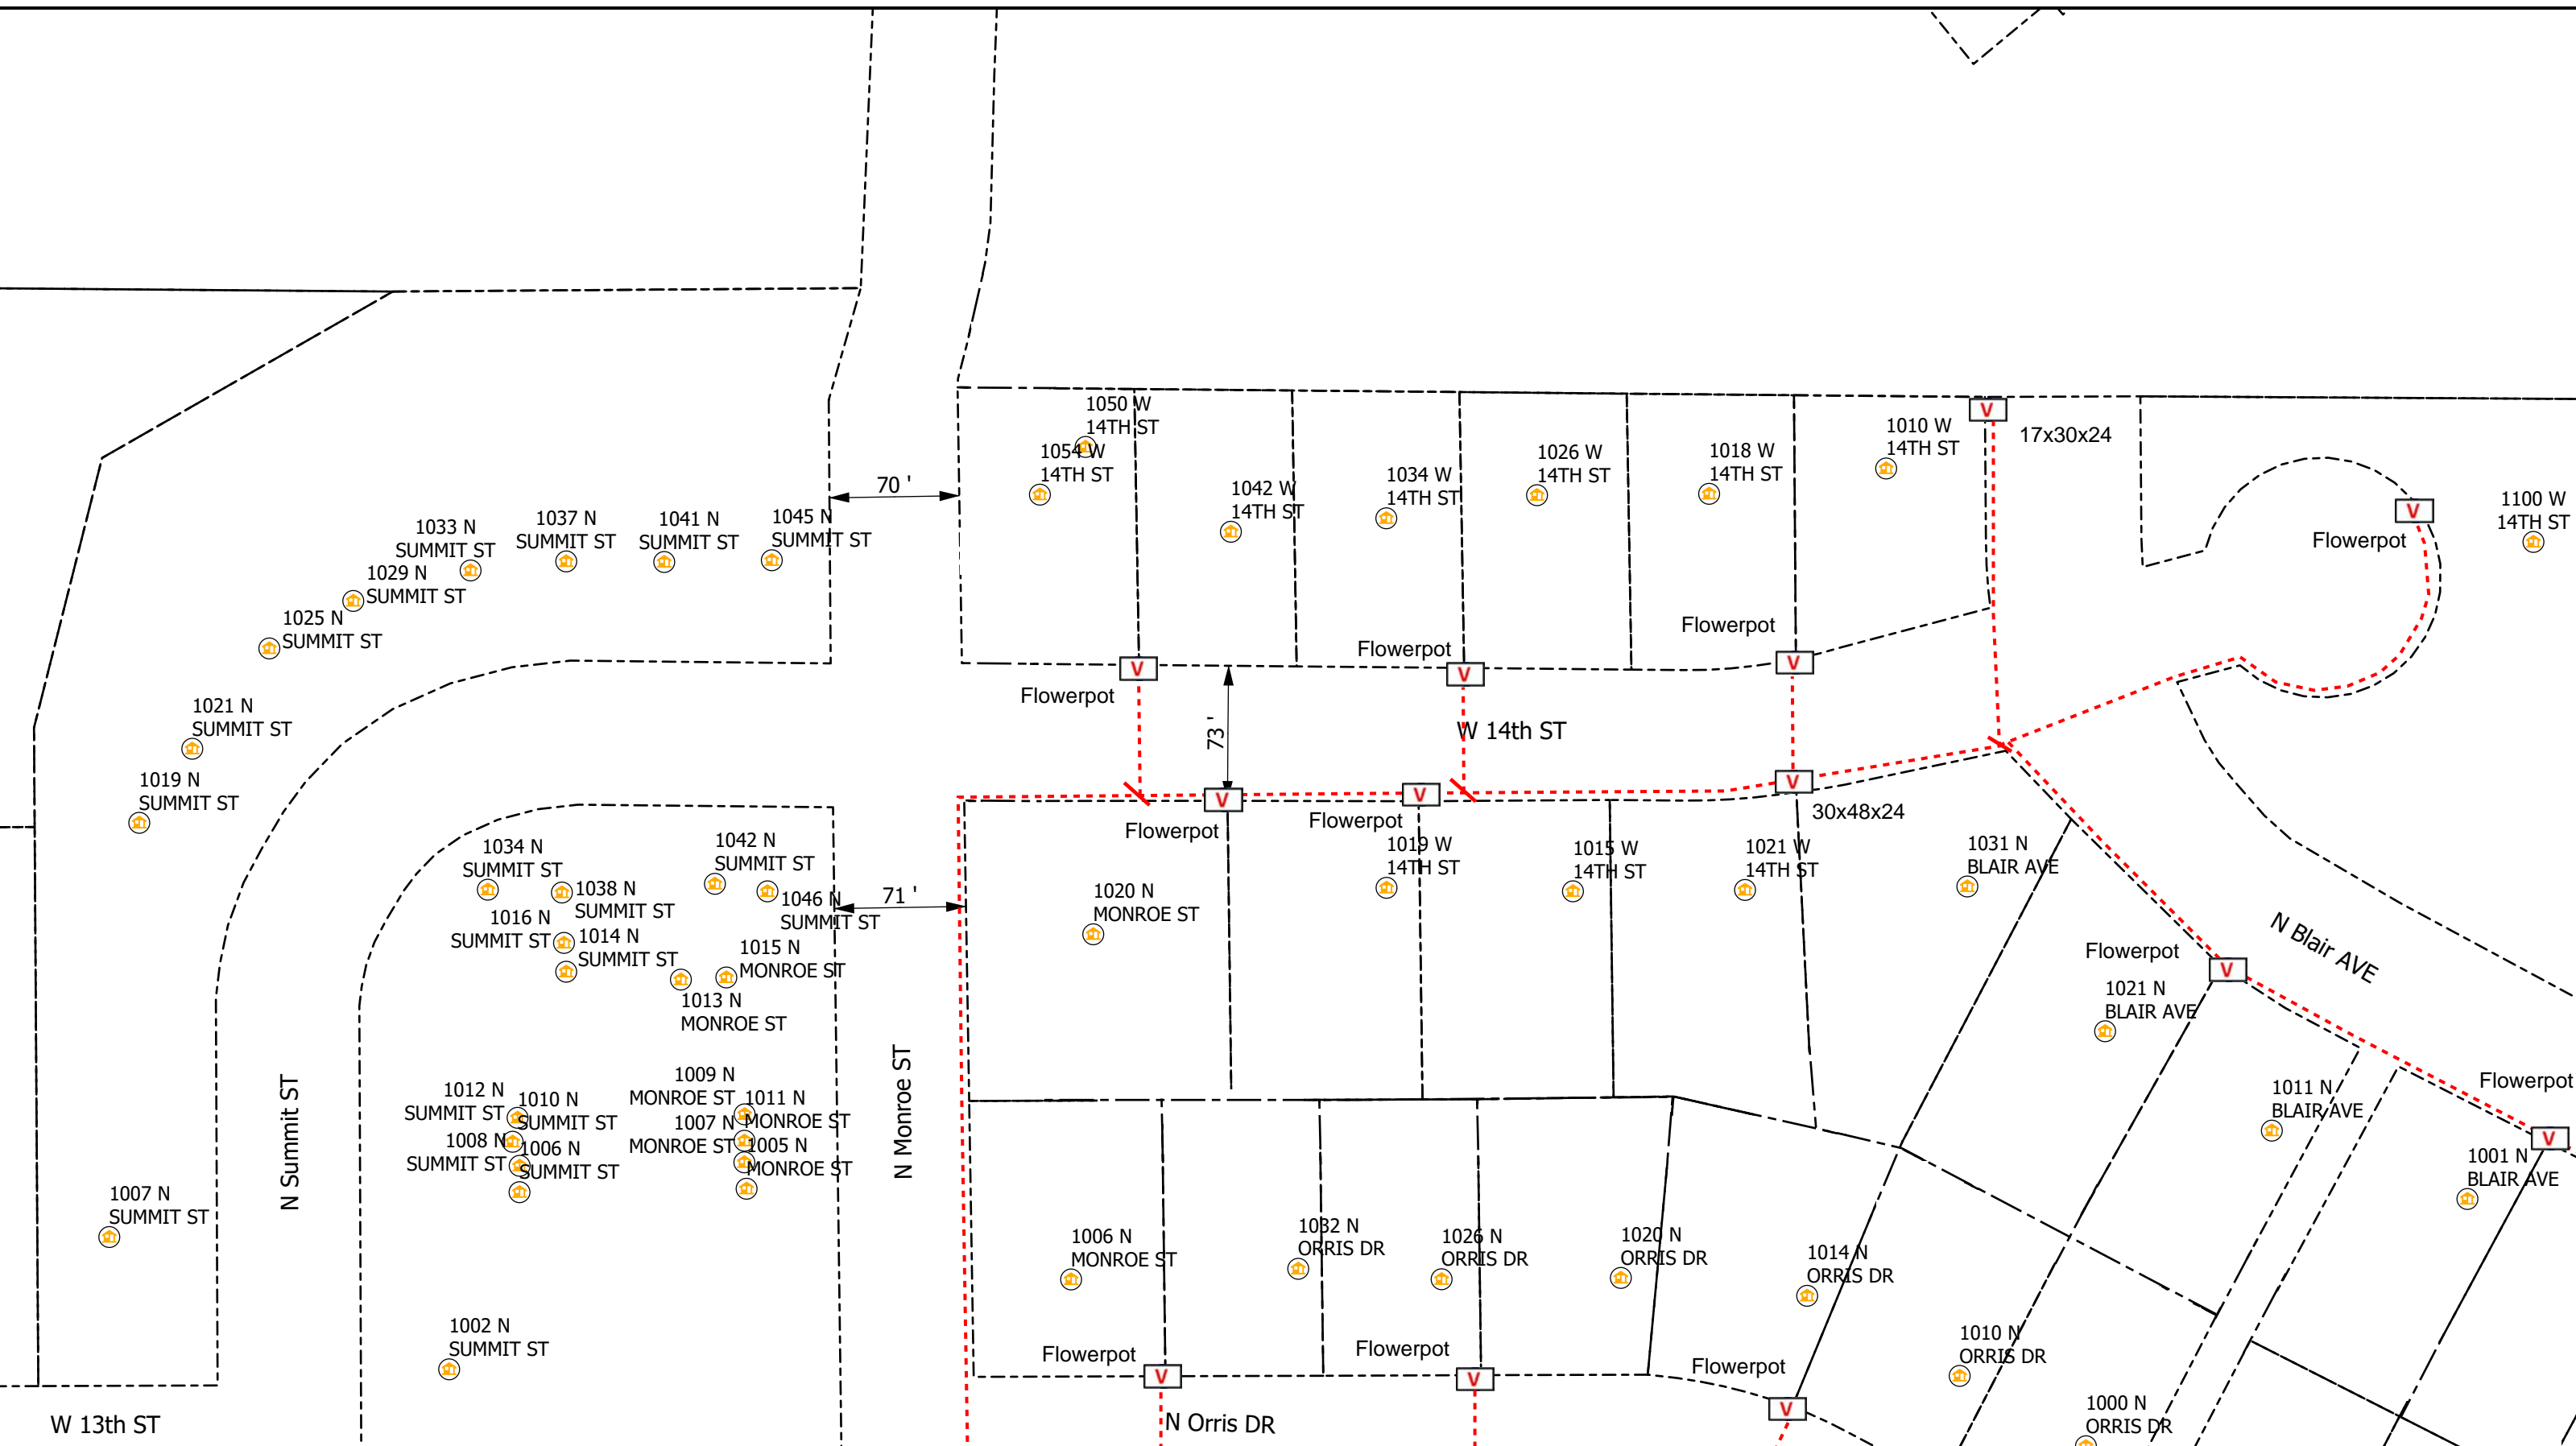 1050 W
14TH ST
1054 W
14TH ST
1042 W
14TH ST
1034 W
14TH ST
1026 W
14TH ST
1018 W
14TH ST
1010 W
14TH ST
V
17x30x24
V
Flowerpot
1100 W
14TH ST
70 '
1033 N
SUMMIT ST
1037 N
SUMMIT ST
1041 N
SUMMIT ST
1045 N
SUMMIT ST
1029 N
SUMMIT ST
1025 N
SUMMIT ST
1021 N
SUMMIT ST
1019 N
SUMMIT ST
Flowerpot
V
Flowerpot
V
Flowerpot
V
73 '
W 14th ST
V
Flowerpot
V
Flowerpot
V
30x48x24
1034 N
SUMMIT ST
1038 N
SUMMIT ST
1042 N
SUMMIT ST
1046 N
SUMMIT ST
71 '
1016 N
SUMMIT ST
1014 N
SUMMIT ST
1015 N
MONROE ST
1013 N
MONROE ST
1020 N
MONROE ST
1019 W
14TH ST
1015 W
14TH ST
1021 W
14TH ST
1031 N
BLAIR AVE
N Blair AVE
Flowerpot
V
1021 N
BLAIR AVE
1011 N
BLAIR AVE
Flowerpot
V
1001 N
BLAIR AVE
N Summit ST
N Monroe ST
1012 N
SUMMIT ST
1010 N
SUMMIT ST
1008 N
SUMMIT ST
1006 N
SUMMIT ST
1009 N
MONROE ST
1011 N
MONROE ST
1007 N
MONROE ST
1005 N
MONROE ST
1007 N
SUMMIT ST
1002 N
SUMMIT ST
1006 N
MONROE ST
1032 N
ORRIS DR
1026 N
ORRIS DR
1020 N
ORRIS DR
1014 N
ORRIS DR
1010 N
ORRIS DR
1000 N
ORRIS DR
Flowerpot
V
Flowerpot
V
Flowerpot
V
W 13th ST
N Orris DR